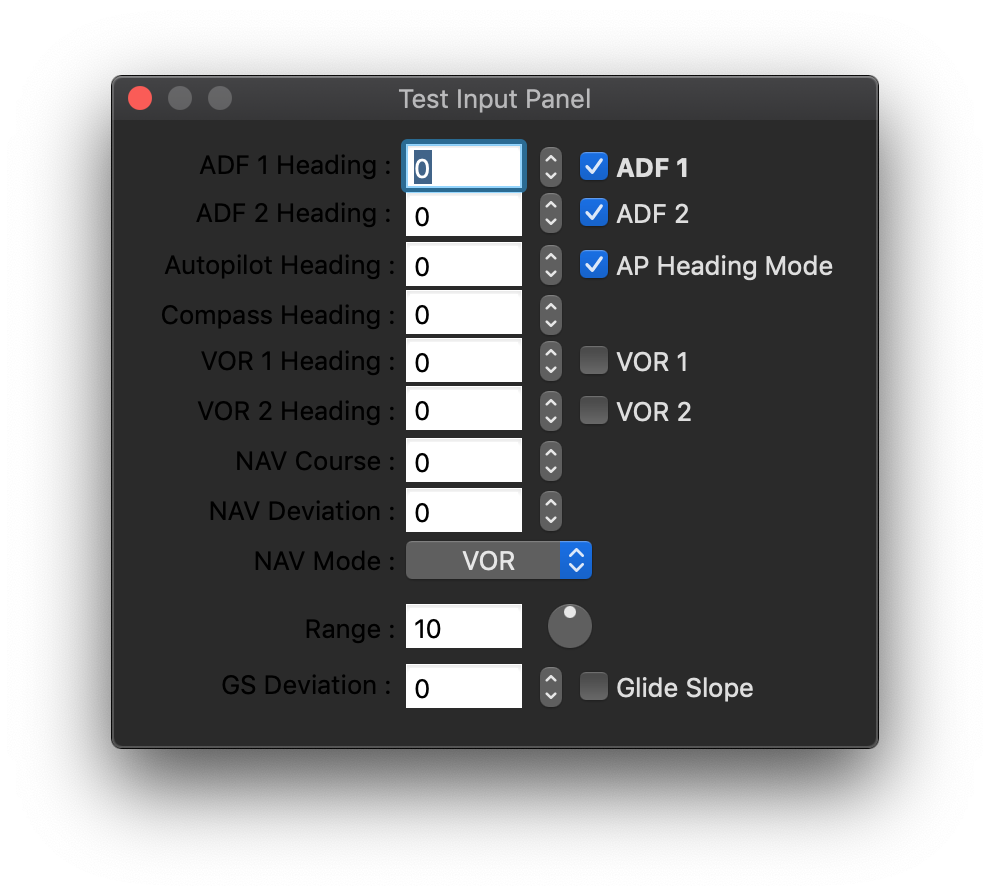 Test Input Panel
ADF 1 Heading : 0 ADF 1
ADF 2 Heading : 0 ADF 2
Autopilot Heading : 0 AP Heading Mode
Compass Heading : 0
VOR 1 Heading : 0 VOR 1
VOR 2 Heading : 0 VOR 2
NAV Course : 0
NAV Deviation : 0
NAV Mode : VOR
Range : 10
GS Deviation : 0 Glide Slope